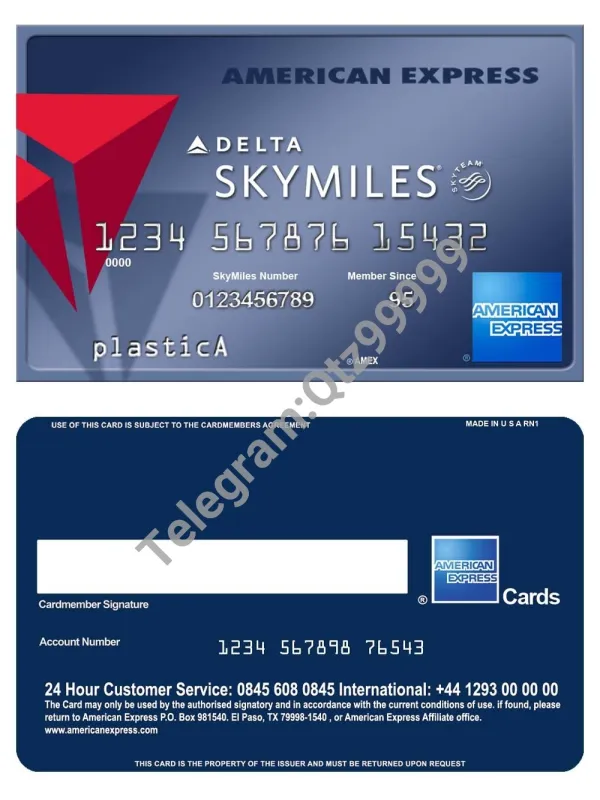 AMERICAN EXPRESS
DELTA
SKYMILES®
SKYTEAM
1234 567876 15432
0000
SkyMiles Number Member Since
0123456789 95
AMERICAN
EXPRESS
®
plasticA
® AMEX
Telegram:Qtz99999
USE OF THIS CARD IS SUBJECT TO THE CARDMEMBERS AGREEMENT MADE IN U S A RN1
AMERICAN
EXPRESS
® Cards
Cardmember Signature
Account Number 1234 567898 76543
24 Hour Customer Service: 0845 608 0845 International: +44 1293 00 00 00
The Card may only be used by the authorised signatory and in accordance with the current conditions of use. if found, please
return to American Express P.O. Box 981540. El Paso, TX 79998-1540 , or American Express Affiliate office.
www.americanexpress.com
THIS CARD IS THE PROPERTY OF THE ISSUER AND MUST BE RETURNED UPON REQUEST